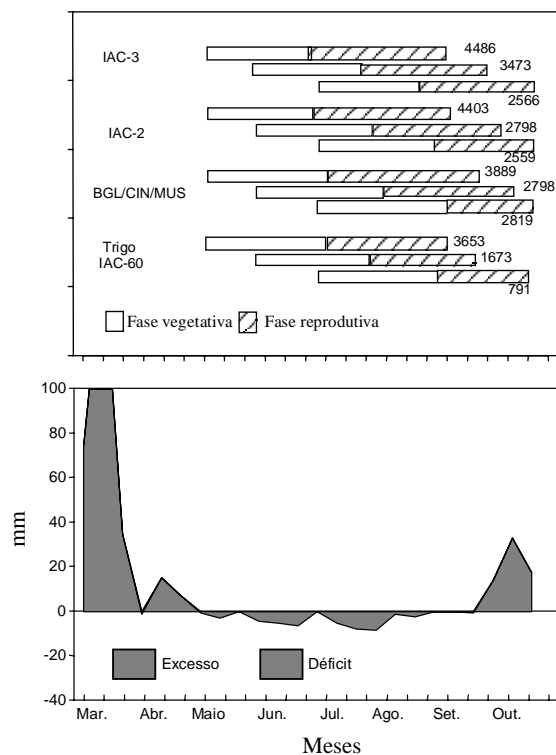 IAC-3
4486
3473
2566
IAC-2
4403
2798
2559
BGL/CIN/MUS
3889
2798
2819
Trigo
IAC-60
3653
1673
791
Fase vegetativa
Fase reprodutiva
100
80
60
40
20
0
-20
-40
mm
Excesso
Déficit
Mar.
Abr.
Maio
Jun.
Jul.
Ago.
Set.
Out.
Meses